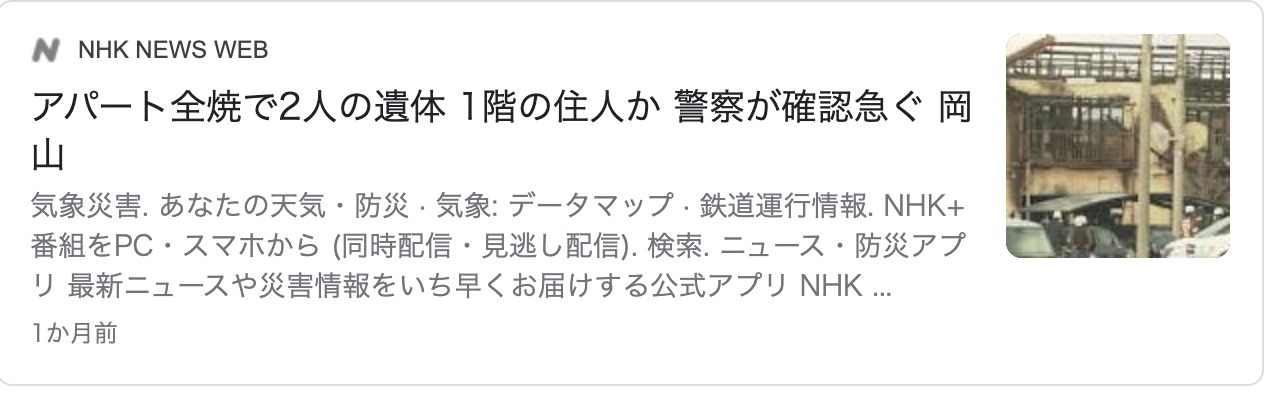 NHK NEWS WEB
アパート全焼で2人の遺体 1階の住人か 警察が確認急ぐ 岡
山
気象災害. あなたの天気・防災 · 気象: データマップ · 鉄道運行情報. NHK+
番組をPC・スマホから (同時配信・見逃し配信). 検索. ニュース・防災アプ
リ 最新ニュースや災害情報をいち早くお届けする公式アプリ NHK ...
1か月前